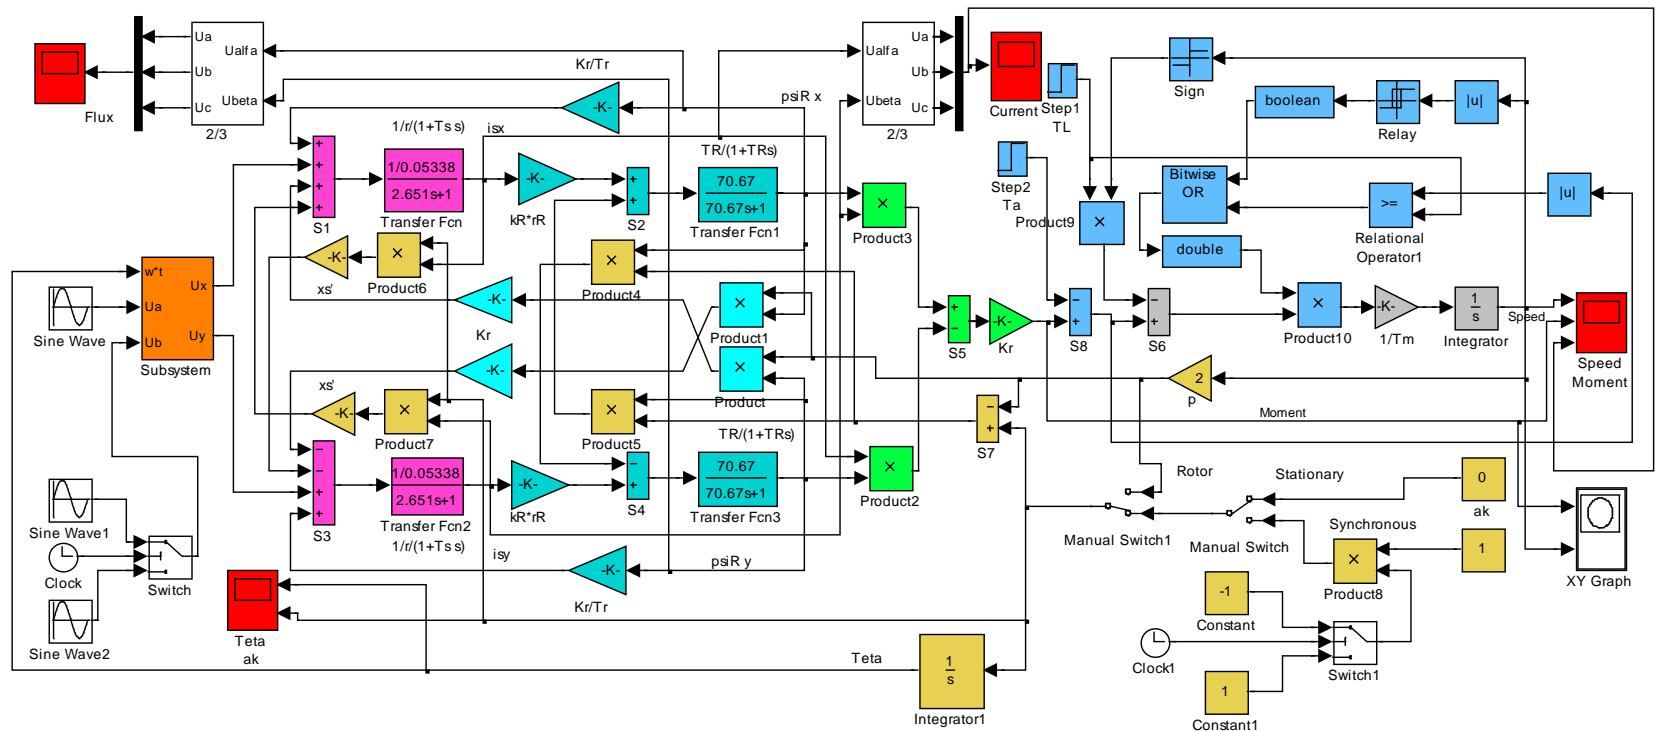 Flux
Ua
Ub
Uc
Ualfa
Ubeta
2/3
Kr/Tr
-K-
psiR x
Ualfa
Ubeta
Ua
Ub
Uc
2/3
Current
Step1
TL
Sign
boolean
Relay
|u|
1/r/(1+Ts s)
isx
+
+
+
+
S1
1/0.05338
2.651s+1
Transfer Fcn
-K-
kR*rR
+
+
S2
TR/(1+TRs)
70.67
70.67s+1
Transfer Fcn1
×
Product3
Step2
Ta
Product9
×
Bitwise
OR
>=
Relational
Operator1
|u|
double
-K-
xs'
×
Product6
×
Product4
w*t
Ua
Ub
Ux
Uy
Subsystem
Sine Wave
-K-
Kr
×
Product1
×
Product
-K-
+
−
S5
-K-
Kr
−
+
S8
−
+
S6
×
Product10
-K-
1/Tm
1
s
Integrator
Speed
Speed
Moment
2
p
xs'
-K-
×
Product7
×
Product5
−
+
S7
Moment
−
−
+
+
S3
1/0.05338
2.651s+1
Transfer Fcn2
1/r/(1+Ts s)
-K-
kR*rR
−
+
S4
TR/(1+TRs)
70.67
70.67s+1
Transfer Fcn3
×
Product2
Rotor
Stationary
0
ak
Manual Switch1
Manual Switch
Synchronous
1
×
Product8
XY Graph
Sine Wave1
Clock
Switch
Sine Wave2
isy
psiR y
-K-
Kr/Tr
Teta
ak
Teta
1
s
Integrator1
-1
Constant
Clock1
Switch1
1
Constant1